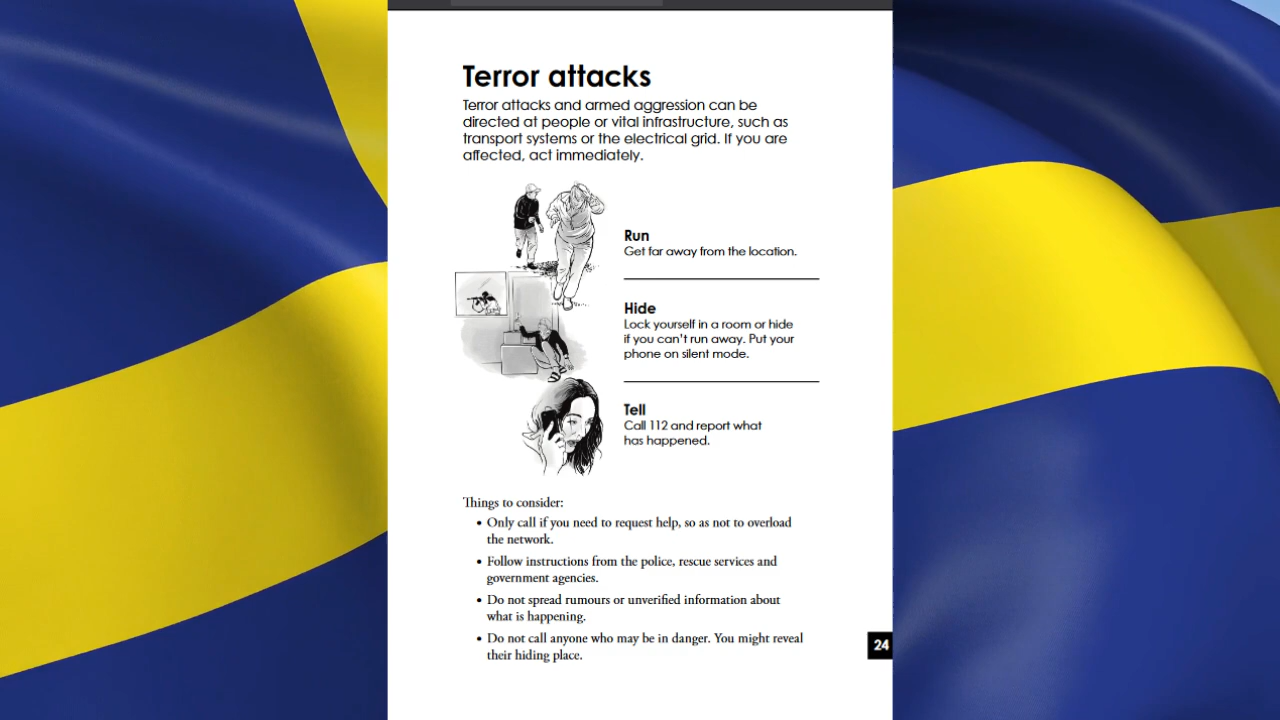 Terror attacks
Terror attacks and armed aggression can be
directed at people or vital infrastructure, such as
transport systems or the electrical grid. If you are
affected, act immediately.
Run
Get far away from the location.
Hide
Lock yourself in a room or hide
if you can't run away. Put your
phone on silent mode.
Tell
Call 112 and report what
has happened.
Things to consider:
• Only call if you need to request help, so as not to overload
the network.
• Follow instructions from the police, rescue services and
government agencies.
• Do not spread rumours or unverified information about
what is happening.
• Do not call anyone who may be in danger. You might reveal
their hiding place.
24